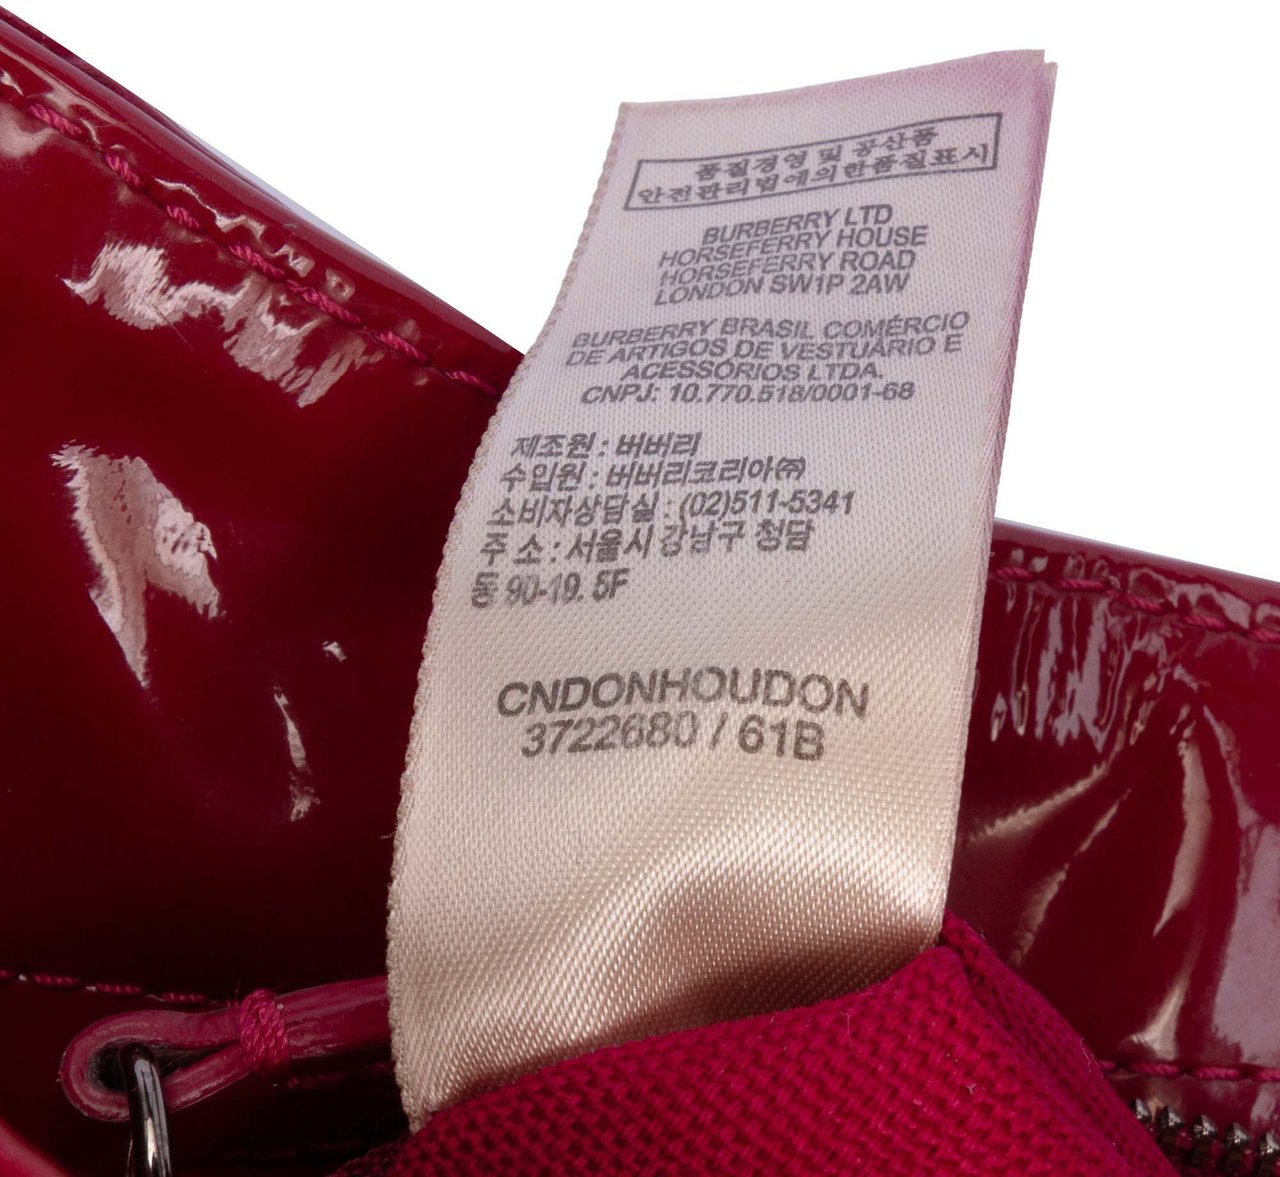 품질경영 및 공산품
안전관리법에의한품질표시
BURBERRY LTD
HORSEFERRY HOUSE
HORSEFERRY ROAD
LONDON SW1P 2AW
BURBERRY BRASIL COMÉRCIO
DE ARTIGOS DE VESTUÁRIO E
ACESSÓRIOS LTDA.
CNPJ: 10.770.518/0001-68
제조원 : 버버리
수입원 : 버버리코리아㈜
소비자상담실 : (02)511-5341
주 소 : 서울시 강남구 청담
동 90-19. 5F
CNDONHOUDON
3722680 / 61B